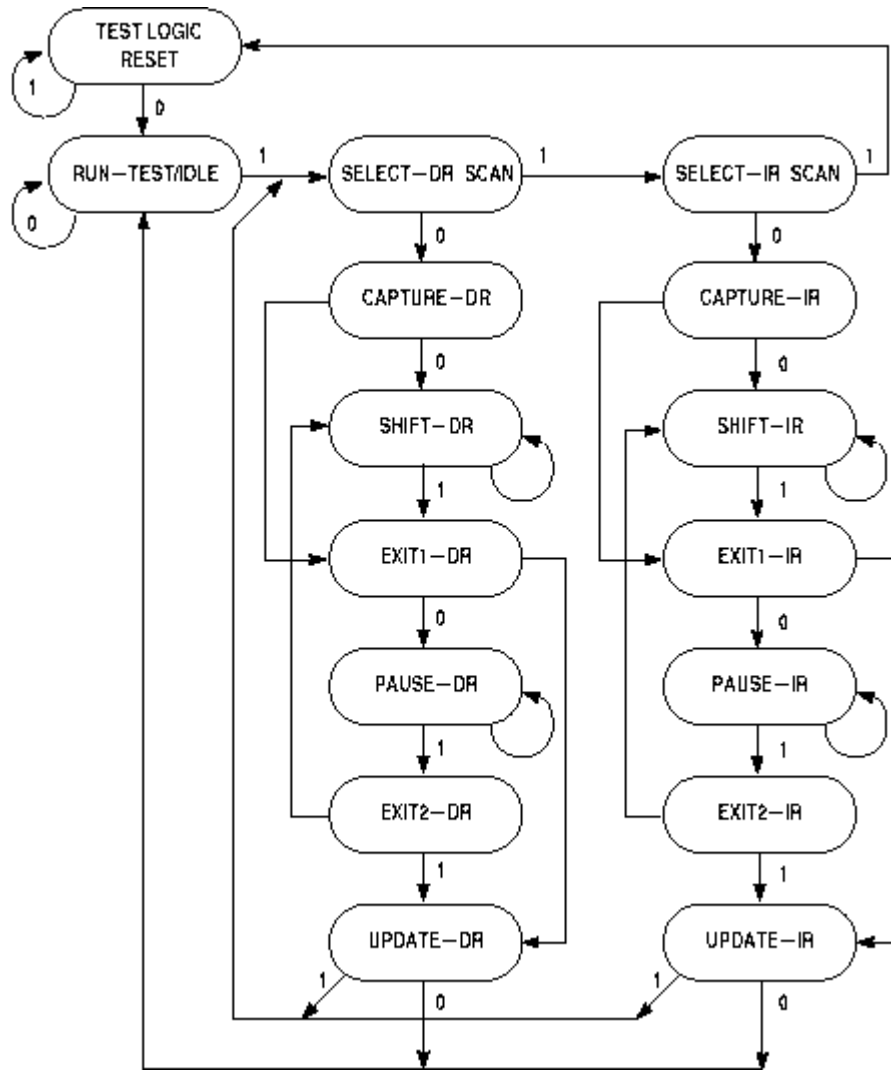 TEST LOGIC
RESET
1
0
RUN-TEST/IDLE
1
SELECT-DR SCAN
1
SELECT-IR SCAN
1
0
0
0
CAPTURE-DR
CAPTURE-IR
0
0
SHIFT-DR
SHIFT-IR
1
1
EXIT1-DR
EXIT1-IR
0
0
PAUSE-DR
PAUSE-IR
1
1
EXIT2-DR
EXIT2-IR
1
1
UPDATE-DR
UPDATE-IR
1
0
1
0